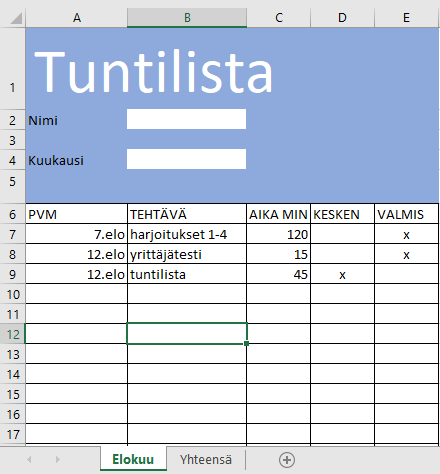 A B C D E
1 Tuntilista
2 Nimi
3
4 Kuukausi
5
6 PVM TEHTÄVÄ AIKA MIN KESKEN VALMIS
7 7.elo harjoitukset 1-4 120 x
8 12.elo yrittäjätesti 15 x
9 12.elo tuntilista 45 x
10
11
12
13
14
15
16
17
Elokuu Yhteensä